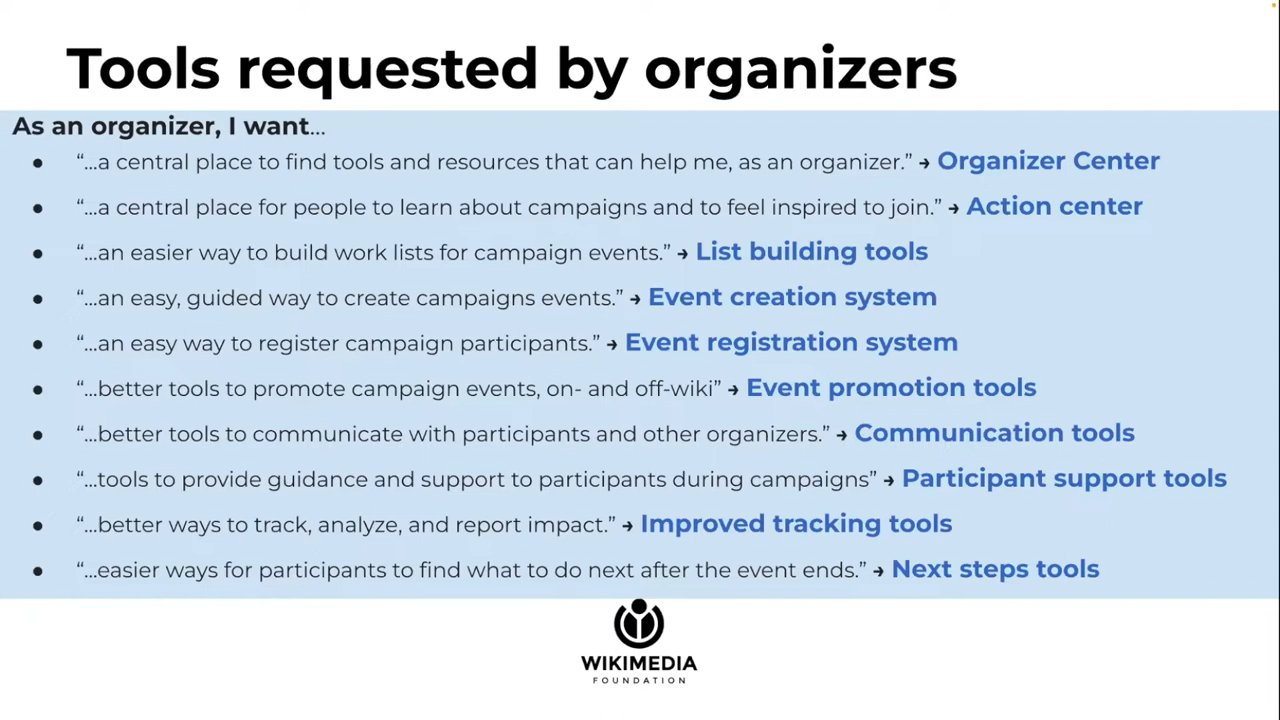 Tools requested by organizers
As an organizer, I want...
● “...a central place to find tools and resources that can help me, as an organizer.” → Organizer Center
● “...a central place for people to learn about campaigns and to feel inspired to join.” → Action center
● “...an easier way to build work lists for campaign events.” → List building tools
● “...an easy, guided way to create campaigns events.” → Event creation system
● “...an easy way to register campaign participants.” → Event registration system
● “...better tools to promote campaign events, on- and off-wiki” → Event promotion tools
● “...better tools to communicate with participants and other organizers.” → Communication tools
● “...tools to provide guidance and support to participants during campaigns” → Participant support tools
● “...better ways to track, analyze, and report impact.” → Improved tracking tools
● “...easier ways for participants to find what to do next after the event ends.” → Next steps tools
WIKIMEDIA
FOUNDATION